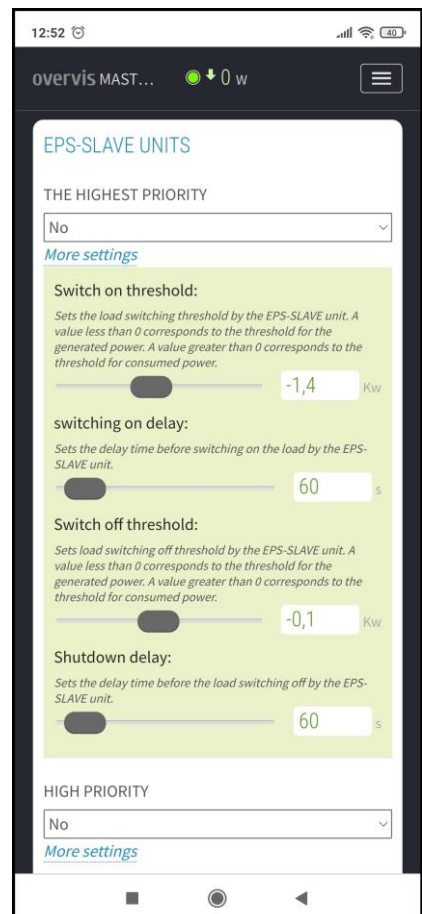 12:52
40
overvis MAST... 0 W
EPS-SLAVE UNITS
THE HIGHEST PRIORITY
No
More settings
Switch on threshold:
Sets the load switching threshold by the EPS-SLAVE unit. A
value less than 0 corresponds to the threshold for the
generated power. A value greater than 0 corresponds to the
threshold for consumed power.
-1,4 Kw
switching on delay:
Sets the delay time before switching on the load by the EPS-
SLAVE unit.
60 s
Switch off threshold:
Sets load switching off threshold by the EPS-SLAVE unit. A
value less than 0 corresponds to the threshold for the
generated power. A value greater than 0 corresponds to the
threshold for consumed power.
-0,1 Kw
Shutdown delay:
Sets the delay time before the load switching off by the EPS-
SLAVE unit.
60 s
HIGH PRIORITY
No
More settings